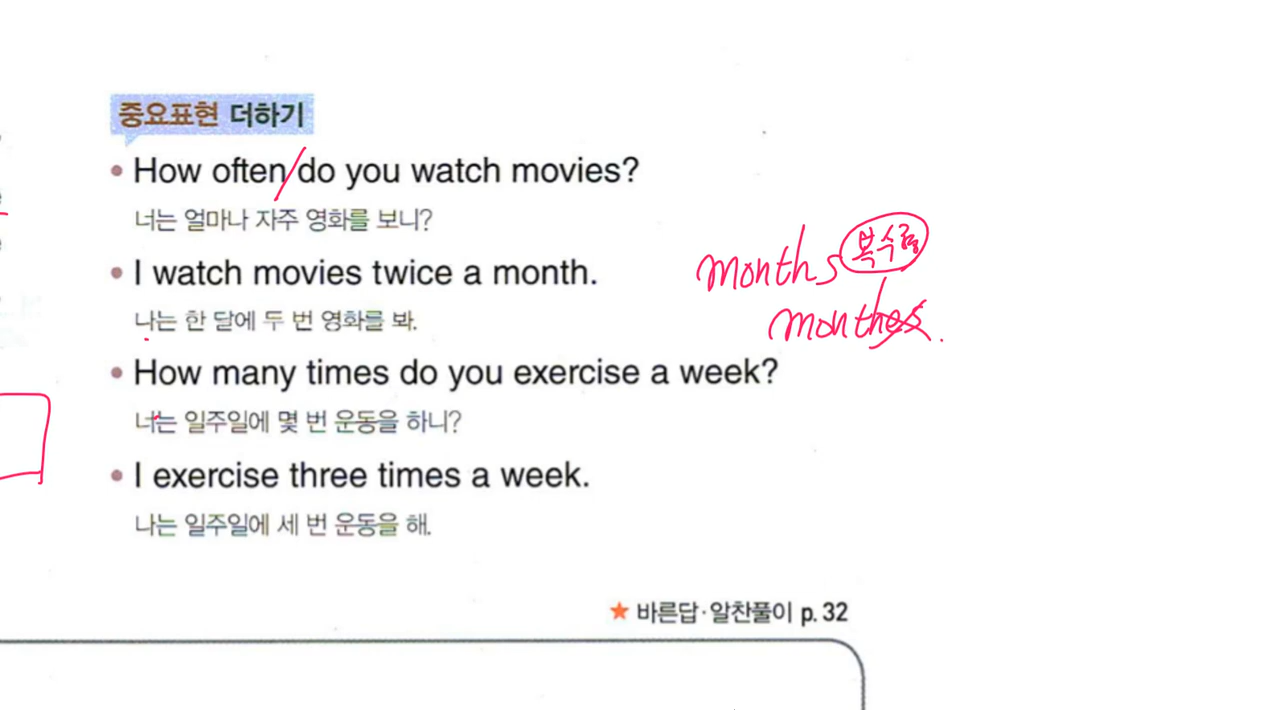 중요표현 더하기
• How often/do you watch movies?
너는 얼마나 자주 영화를 보니?
• I watch movies twice a month.
months 복수형
나는 한 달에 두 번 영화를 봐.
monthes.
• How many times do you exercise a week?
너는 일주일에 몇 번 운동을 하니?
• I exercise three times a week.
나는 일주일에 세 번 운동을 해.
★ 바른답·알찬풀이 p. 32